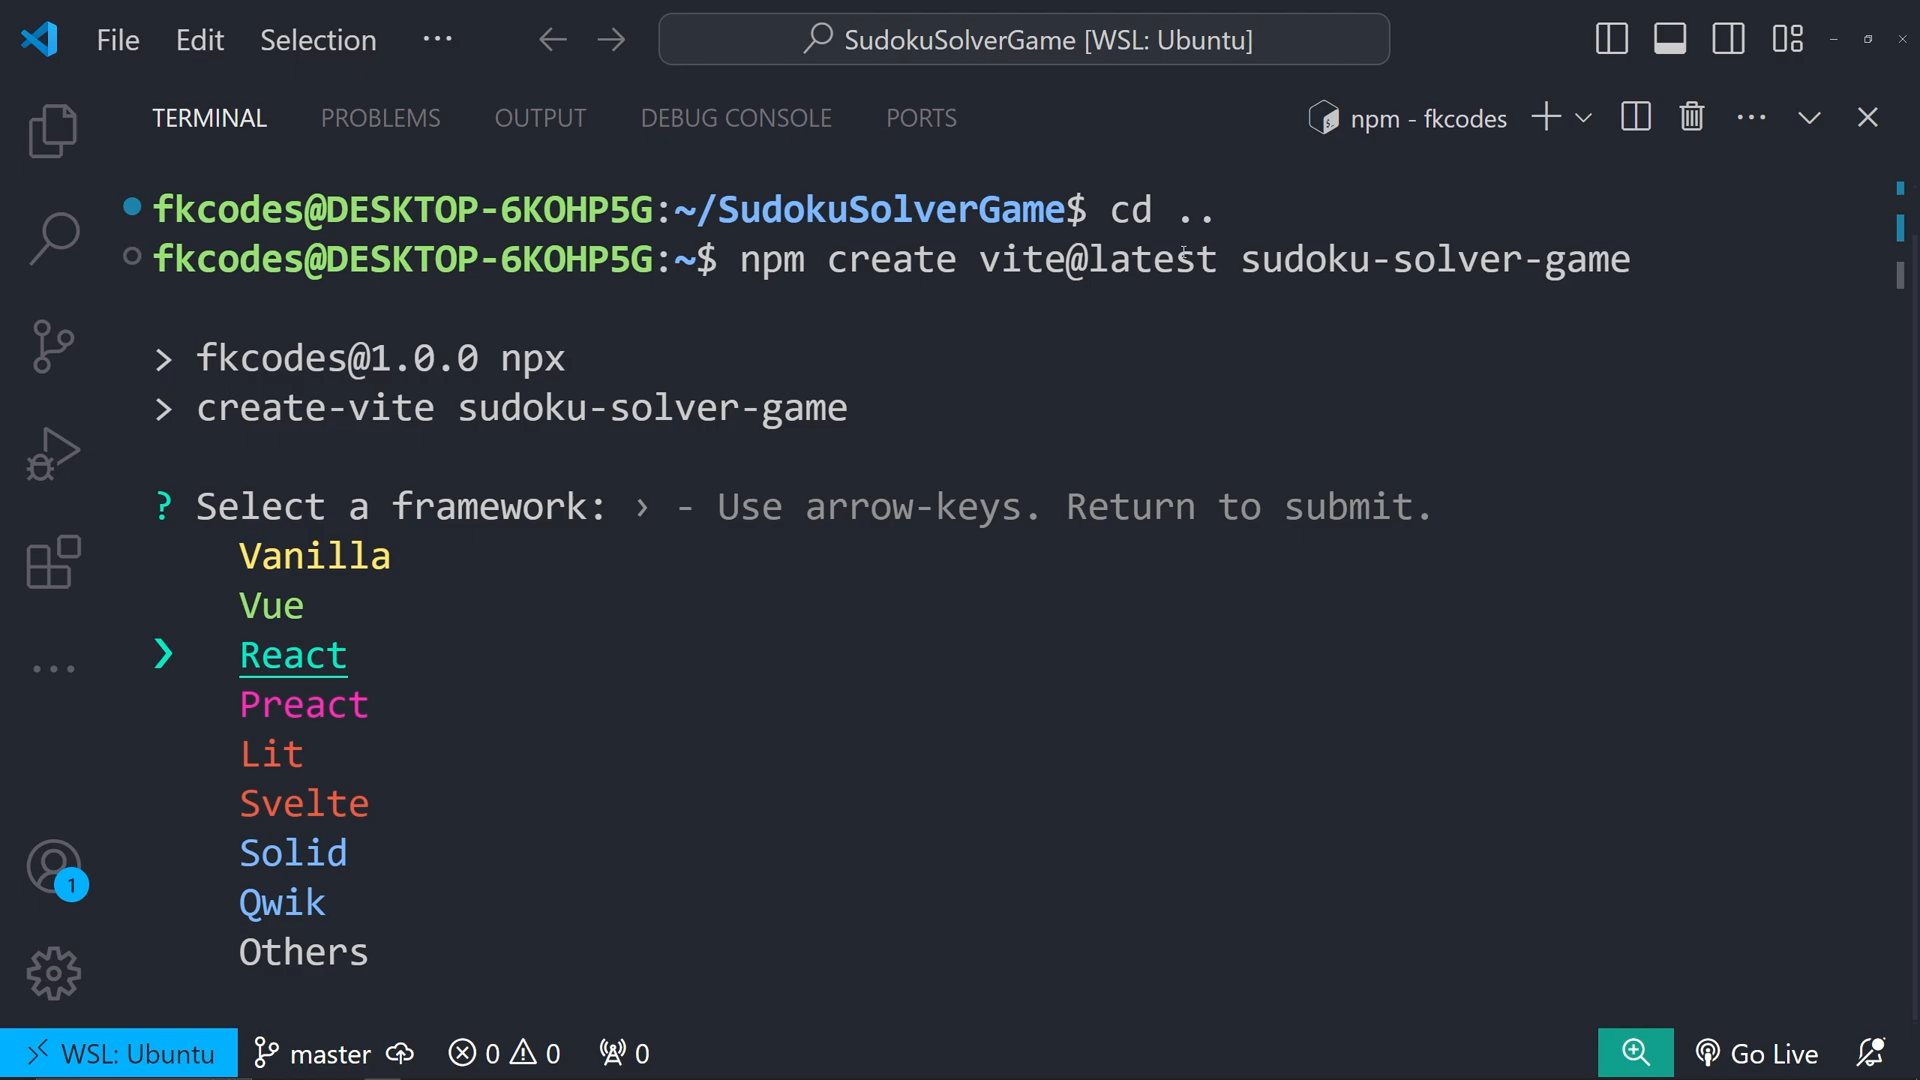 File Edit Selection ··· SudokuSolverGame [WSL: Ubuntu]
TERMINAL PROBLEMS OUTPUT DEBUG CONSOLE PORTS npm - fkcodes
fkcodes@DESKTOP-6KOHP5G:~/SudokuSolverGame$ cd ..
fkcodes@DESKTOP-6KOHP5G:~$ npm create vite@latest sudoku-solver-game
> fkcodes@1.0.0 npx
> create-vite sudoku-solver-game
? Select a framework: › - Use arrow-keys. Return to submit.
Vanilla
Vue
❯ React
Preact
Lit
Svelte
Solid
Qwik
Others
1
WSL: Ubuntu master 0 0 0 Go Live